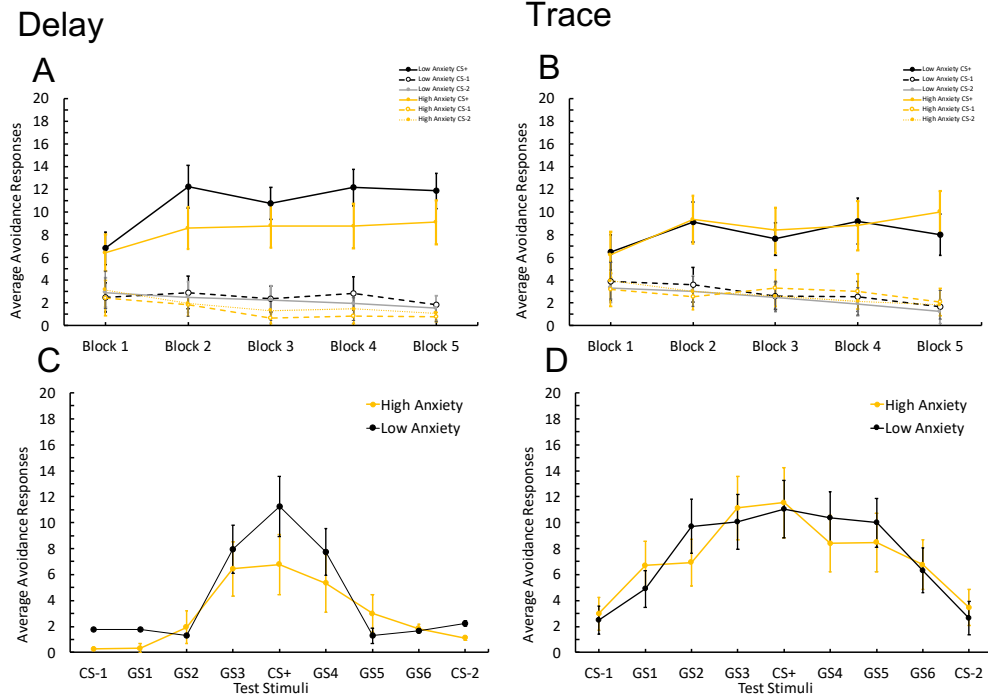 Delay
Trace
A
Low Anxiety CS+
Low Anxiety CS-1
Low Anxiety CS-2
High Anxiety CS+
High Anxiety CS-1
High Anxiety CS-2
20
18
16
14
12
10
8
6
4
2
0
Average Avoidance Responses
Block 1 Block 2 Block 3 Block 4 Block 5
B
Low Anxiety CS+
Low Anxiety CS-1
Low Anxiety CS-2
High Anxiety CS+
High Anxiety CS-1
High Anxiety CS-2
20
18
16
14
12
10
8
6
4
2
0
Average Avoidance Responses
Block 1 Block 2 Block 3 Block 4 Block 5
C
High Anxiety
Low Anxiety
20
18
16
14
12
10
8
6
4
2
0
Average Avoidance Responses
CS-1 GS1 GS2 GS3 CS+ GS4 GS5 GS6 CS-2
Test Stimuli
D
High Anxiety
Low Anxiety
20
18
16
14
12
10
8
6
4
2
0
Average Avoidance Responses
CS-1 GS1 GS2 GS3 CS+ GS4 GS5 GS6 CS-2
Test Stimuli